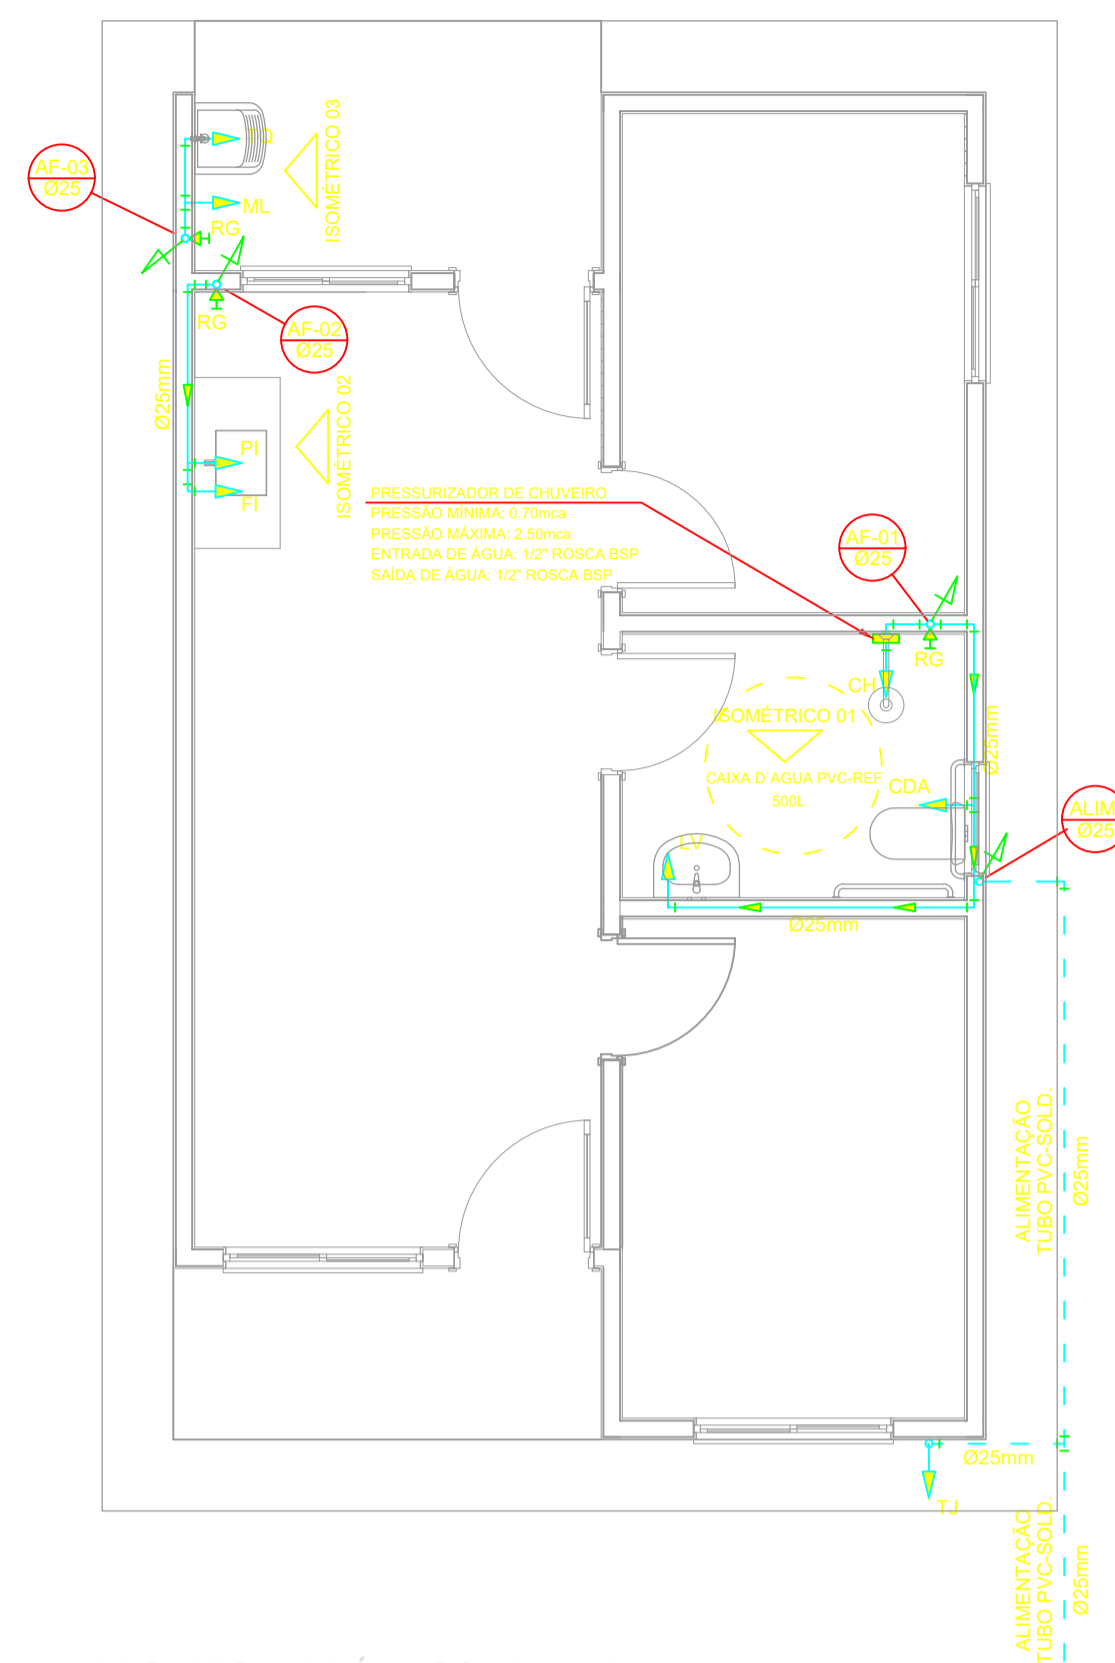 ISOMÉTRICO 03
AF-03
Ø25
ML
RG
RG
AF-02
Ø25
Ø25mm
ISOMÉTRICO 02
PI
FI
PRESSURIZADOR DE CHUVEIRO
PRESSÃO MÍNIMA: 0.70mca
PRESSÃO MÁXIMA: 2.50mca
ENTRADA DE ÁGUA: 1/2" ROSCA BSP
SAÍDA DE ÁGUA: 1/2" ROSCA BSP
AF-01
Ø25
RG
CH
ISOMÉTRICO 01
Ø25mm
CAIXA D`AGUA PVC-REF
500L
CDA
ALIM
Ø25
LV
Ø25mm
ALIMENTAÇÃO
TUBO PVC-SOLD.
Ø25mm
Ø25mm
TJ
ALIMENTAÇÃO
TUBO PVC-SOLD.
Ø25mm